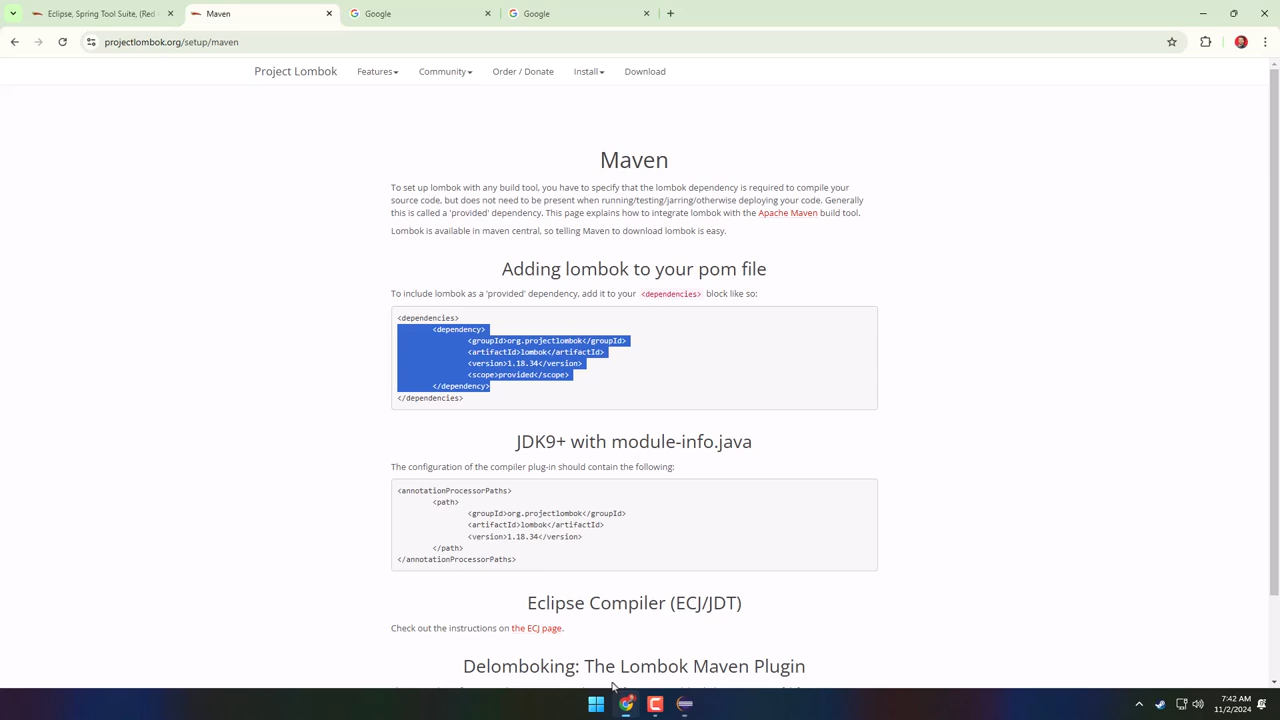 Eclipse, Spring Tool Suite, (Red
Maven
Google
Google
projectlombok.org/setup/maven
Project Lombok
Features
Community
Order / Donate
Install
Download
Maven
To set up lombok with any build tool, you have to specify that the lombok dependency is required to compile your
source code, but does not need to be present when running/testing/jarring/otherwise deploying your code. Generally
this is called a 'provided' dependency. This page explains how to integrate lombok with the Apache Maven build tool.
Lombok is available in maven central, so telling Maven to download lombok is easy.
Adding lombok to your pom file
To include lombok as a 'provided' dependency, add it to your <dependencies> block like so:
<dependencies>
<dependency>
<groupId>org.projectlombok</groupId>
<artifactId>lombok</artifactId>
<version>1.18.34</version>
<scope>provided</scope>
</dependency>
</dependencies>
JDK9+ with module-info.java
The configuration of the compiler plug-in should contain the following:
<annotationProcessorPaths>
<path>
<groupId>org.projectlombok</groupId>
<artifactId>lombok</artifactId>
<version>1.18.34</version>
</path>
</annotationProcessorPaths>
Eclipse Compiler (ECJ/JDT)
Check out the instructions on the ECJ page.
Delomboking: The Lombok Maven Plugin
7:42 AM
11/2/2024